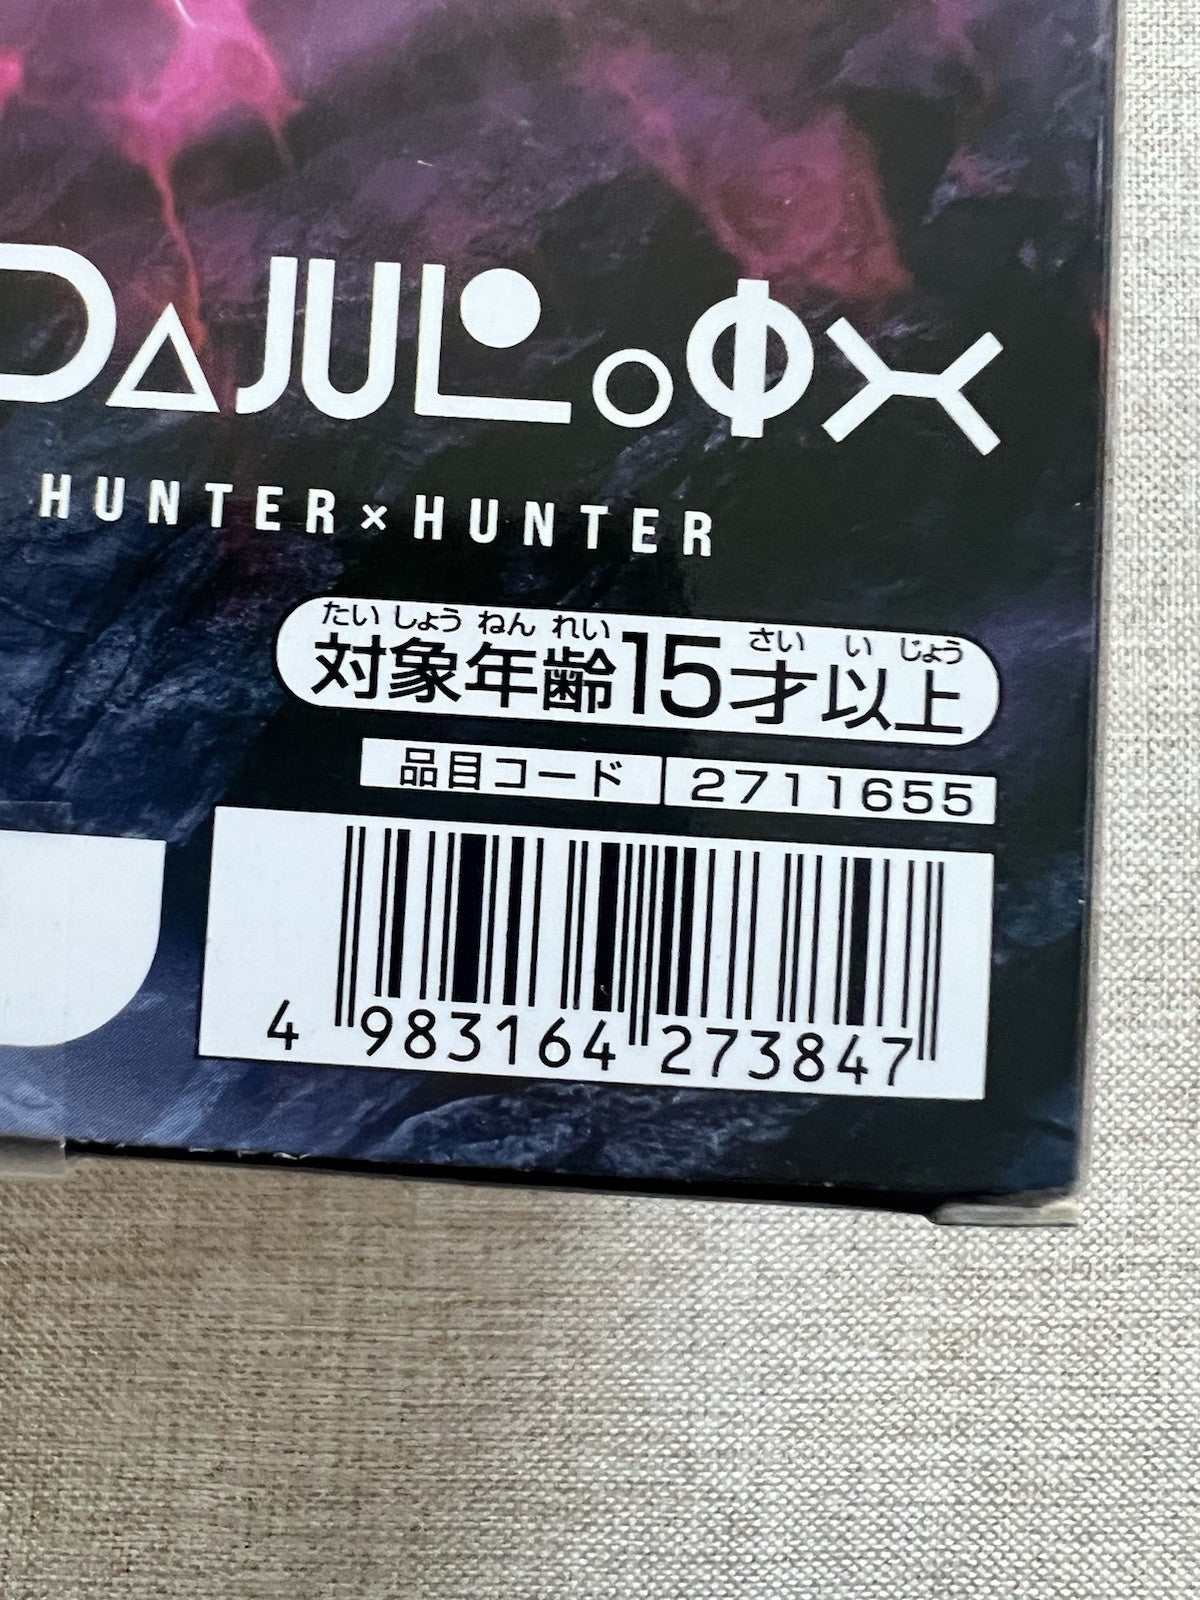 HUNTER×HUNTER
たいしょうねんれい さい い じょう
対象年齢15才以上
品目コード 2711655
4 983164 273847